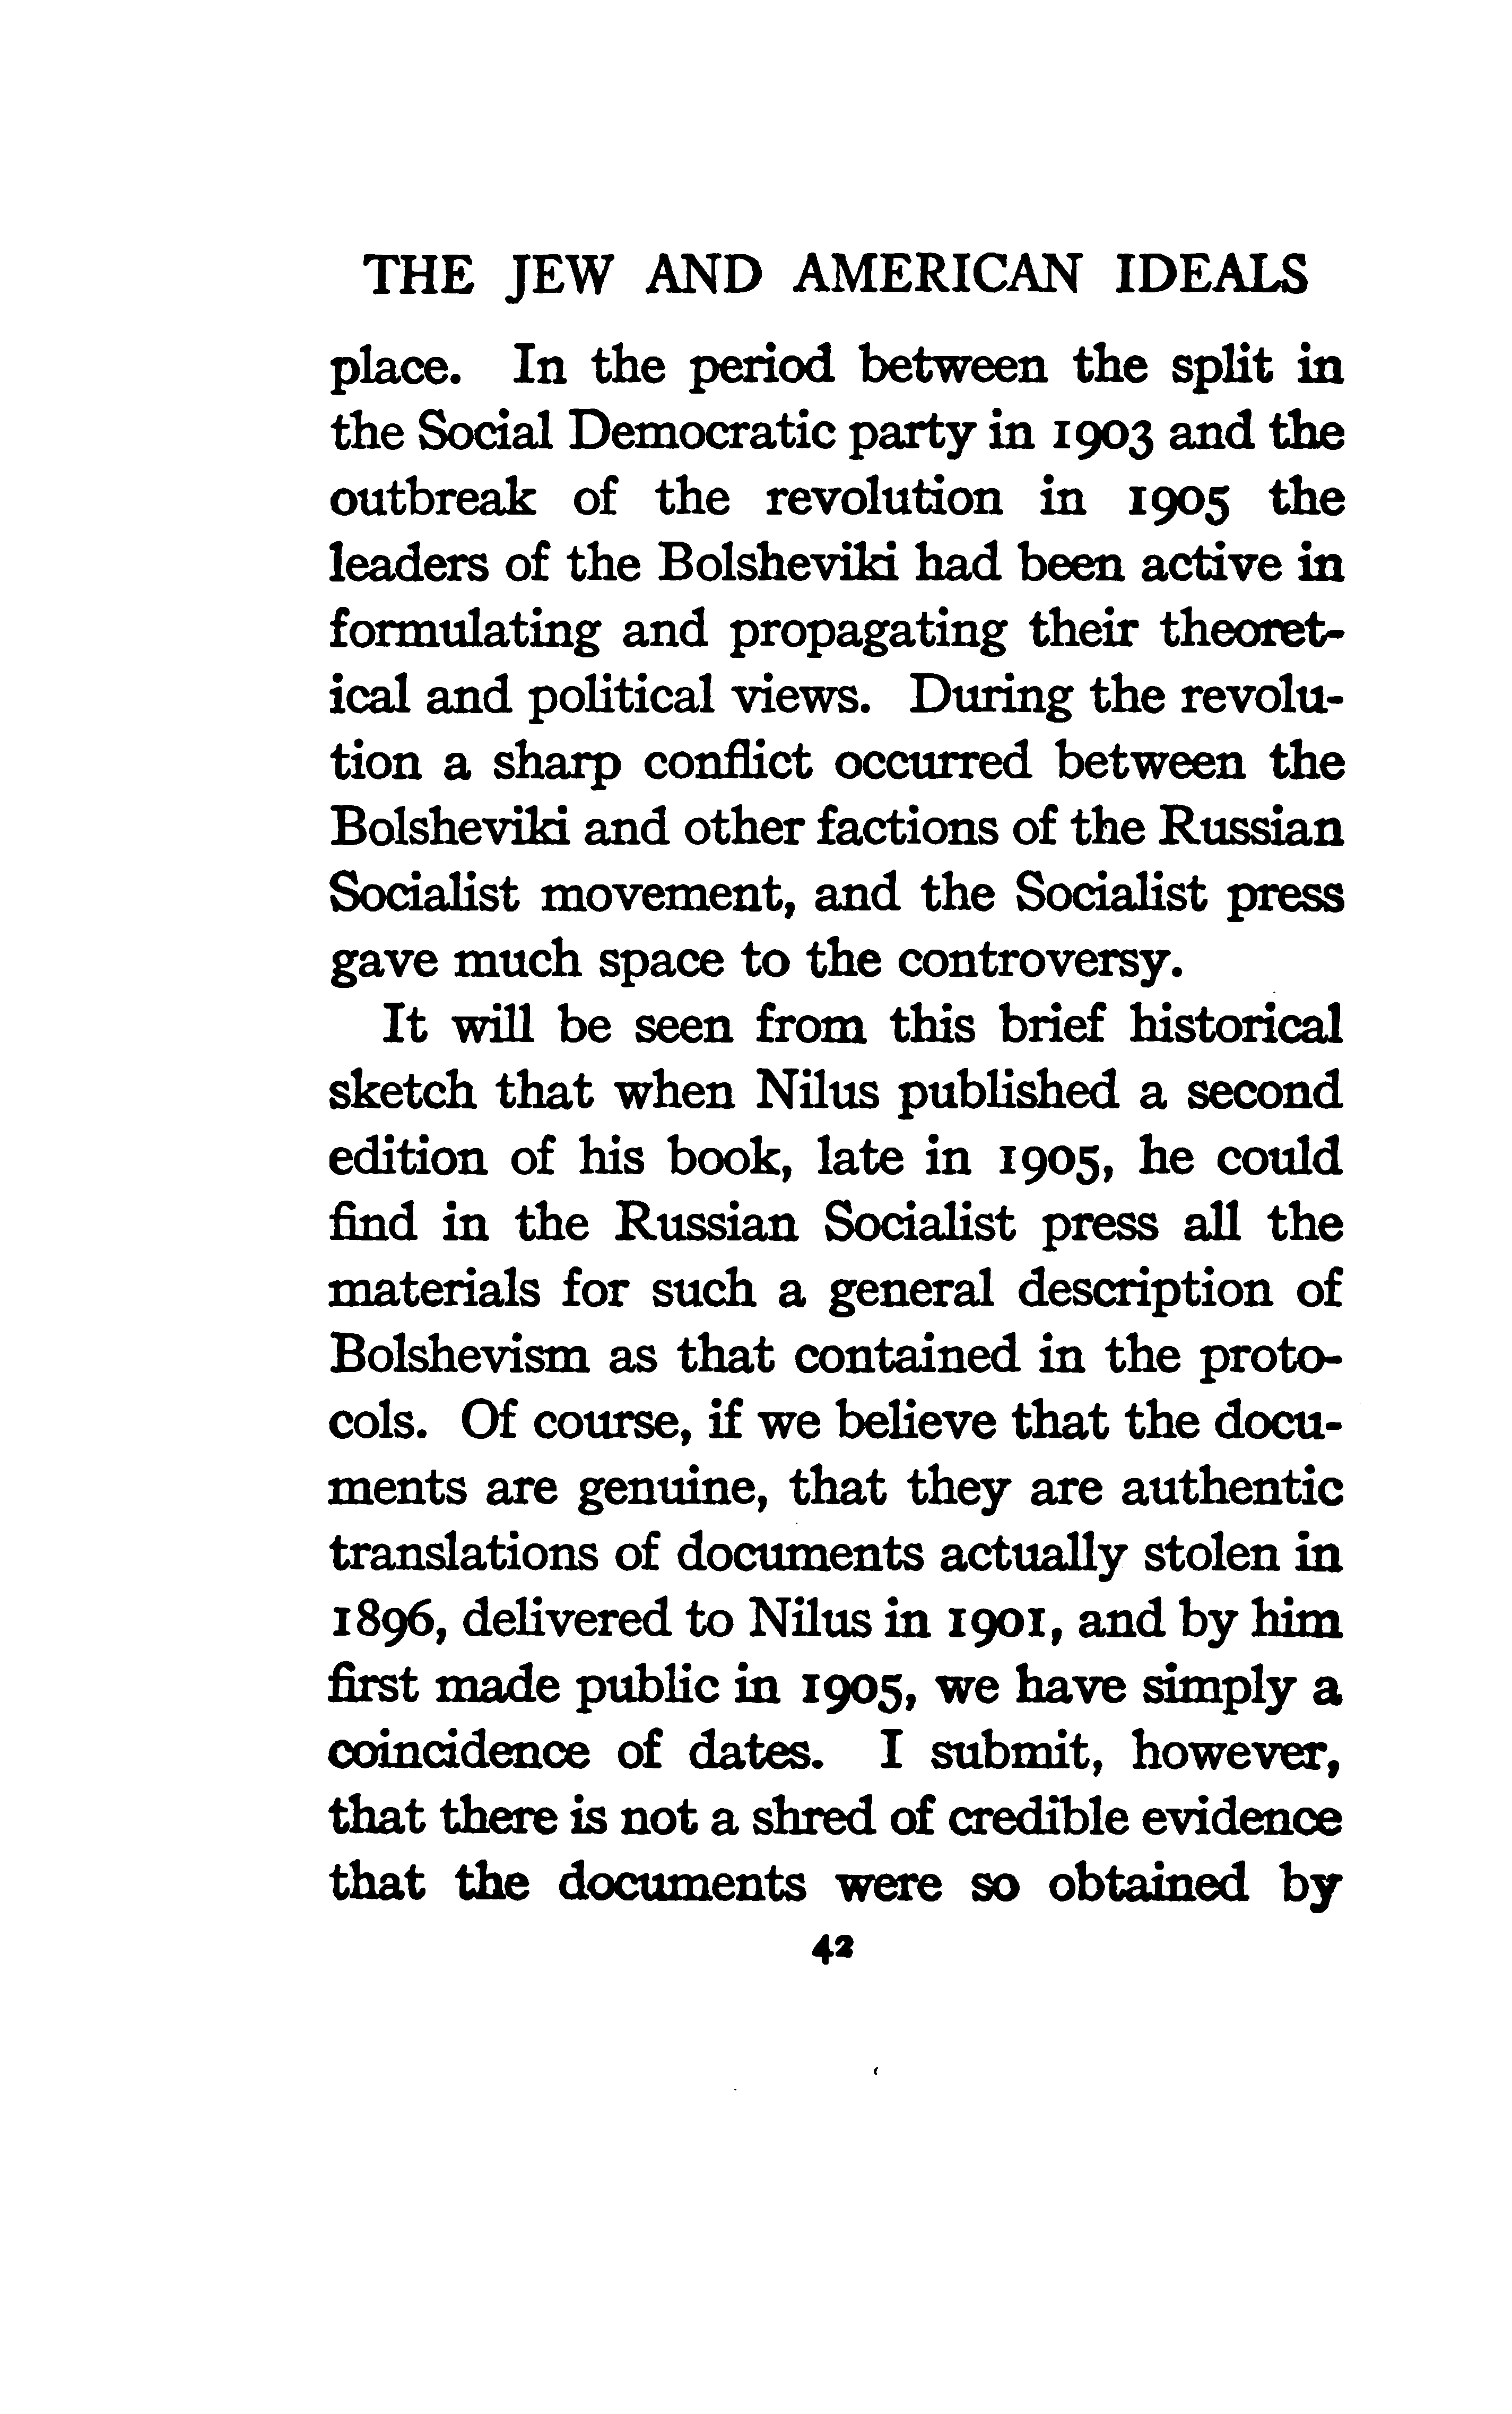 THE JEW AND AMERICAN IDEALS
place. In the period between the split in
the Social Democratic party in 1903 and the
outbreak of the revolution in 1905 the
leaders of the Bolsheviki had been active in
formulating and propagating their theoret-
ical and political views. During the revolu-
tion a sharp conflict occurred between the
Bolsheviki and other factions of the Russian
Socialist movement, and the Socialist press
gave much space to the controversy.
It will be seen from this brief historical
sketch that when Nilus published a second
edition of his book, late in 1905, he could
find in the Russian Socialist press all the
materials for such a general description of
Bolshevism as that contained in the proto-
cols. Of course, if we believe that the docu-
ments are genuine, that they are authentic
translations of documents actually stolen in
1896, delivered to Nilus in 1901, and by him
first made public in 1905, we have simply a
coincidence of dates. I submit, however,
that there is not a shred of credible evidence
that the documents were so obtained by
42